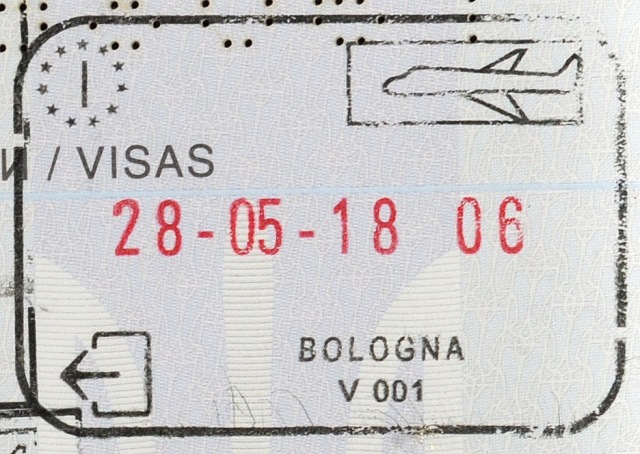 I
И / VISAS
28-05-18 06
BOLOGNA
V 001